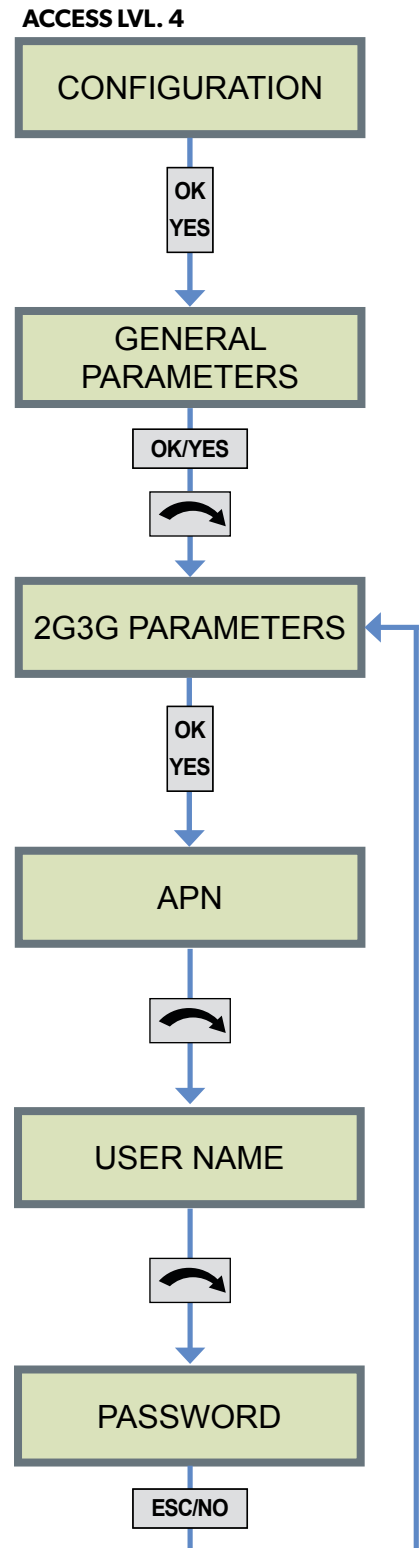 ACCESS LVL. 4
CONFIGURATION
OK
YES
GENERAL
PARAMETERS
OK/YES
2G3G PARAMETERS
OK
YES
APN
USER NAME
PASSWORD
ESC/NO